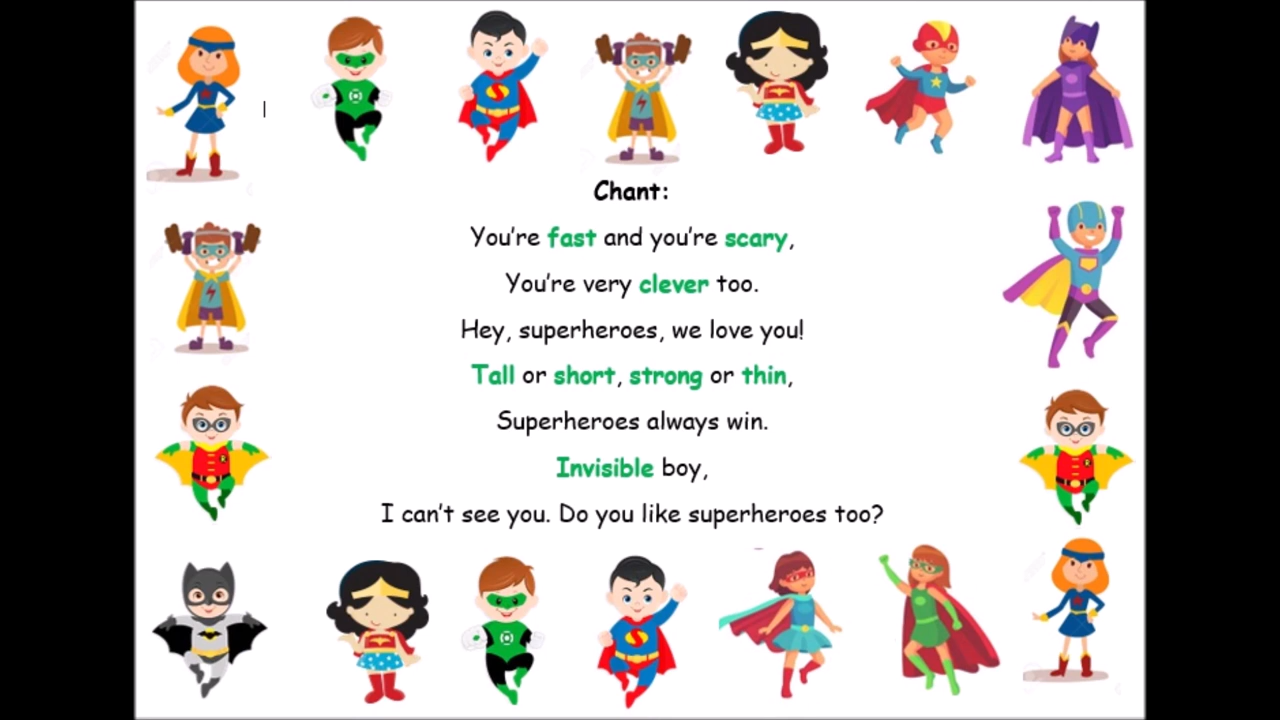 Chant:
You're fast and you're scary,
You're very clever too.
Hey, superheroes, we love you!
Tall or short, strong or thin,
Superheroes always win.
Invisible boy,
I can't see you. Do you like superheroes too?